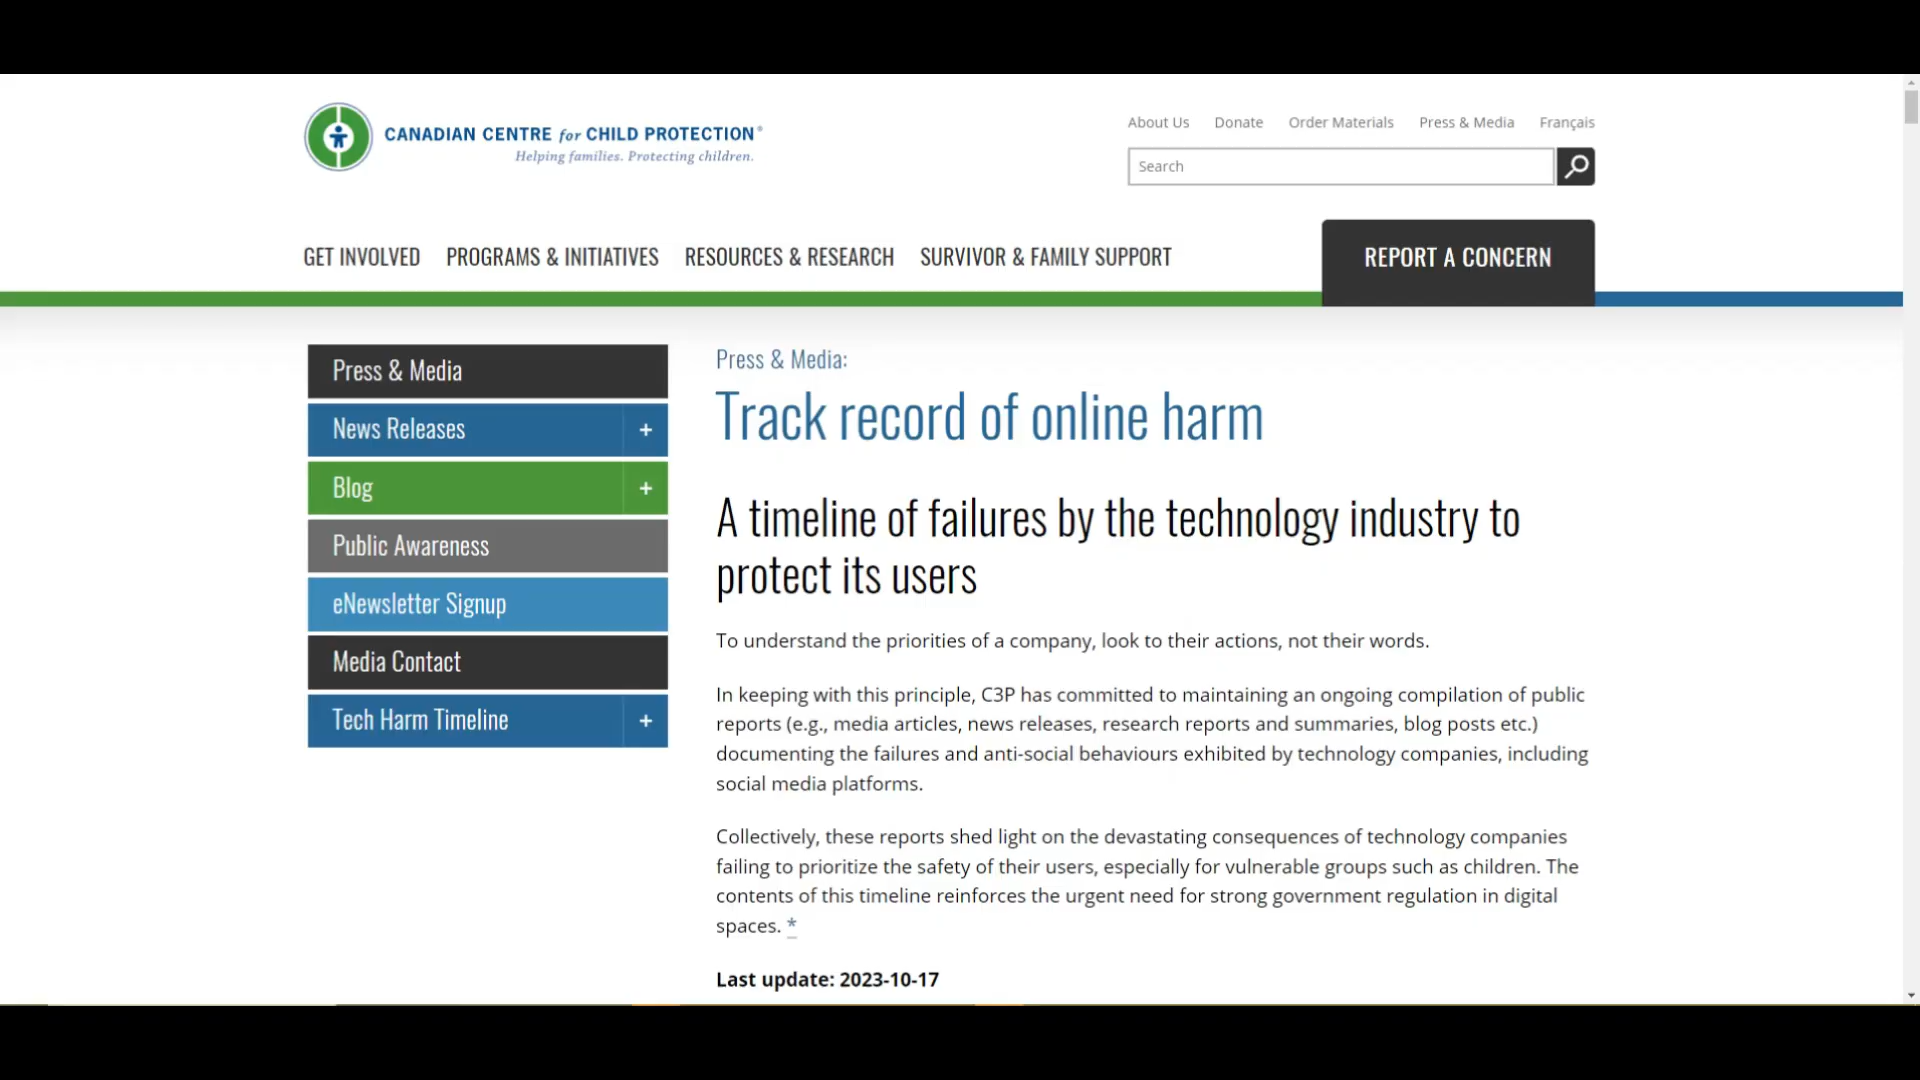 CANADIAN CENTRE for CHILD PROTECTION®
Helping families. Protecting children.
About Us Donate Order Materials Press & Media Français
Search
GET INVOLVED PROGRAMS & INITIATIVES RESOURCES & RESEARCH SURVIVOR & FAMILY SUPPORT REPORT A CONCERN
Press & Media
News Releases +
Blog +
Public Awareness
eNewsletter Signup
Media Contact
Tech Harm Timeline +
Press & Media:
Track record of online harm
A timeline of failures by the technology industry to
protect its users
To understand the priorities of a company, look to their actions, not their words.
In keeping with this principle, C3P has committed to maintaining an ongoing compilation of public
reports (e.g., media articles, news releases, research reports and summaries, blog posts etc.)
documenting the failures and anti-social behaviours exhibited by technology companies, including
social media platforms.
Collectively, these reports shed light on the devastating consequences of technology companies
failing to prioritize the safety of their users, especially for vulnerable groups such as children. The
contents of this timeline reinforces the urgent need for strong government regulation in digital
spaces. *
Last update: 2023-10-17